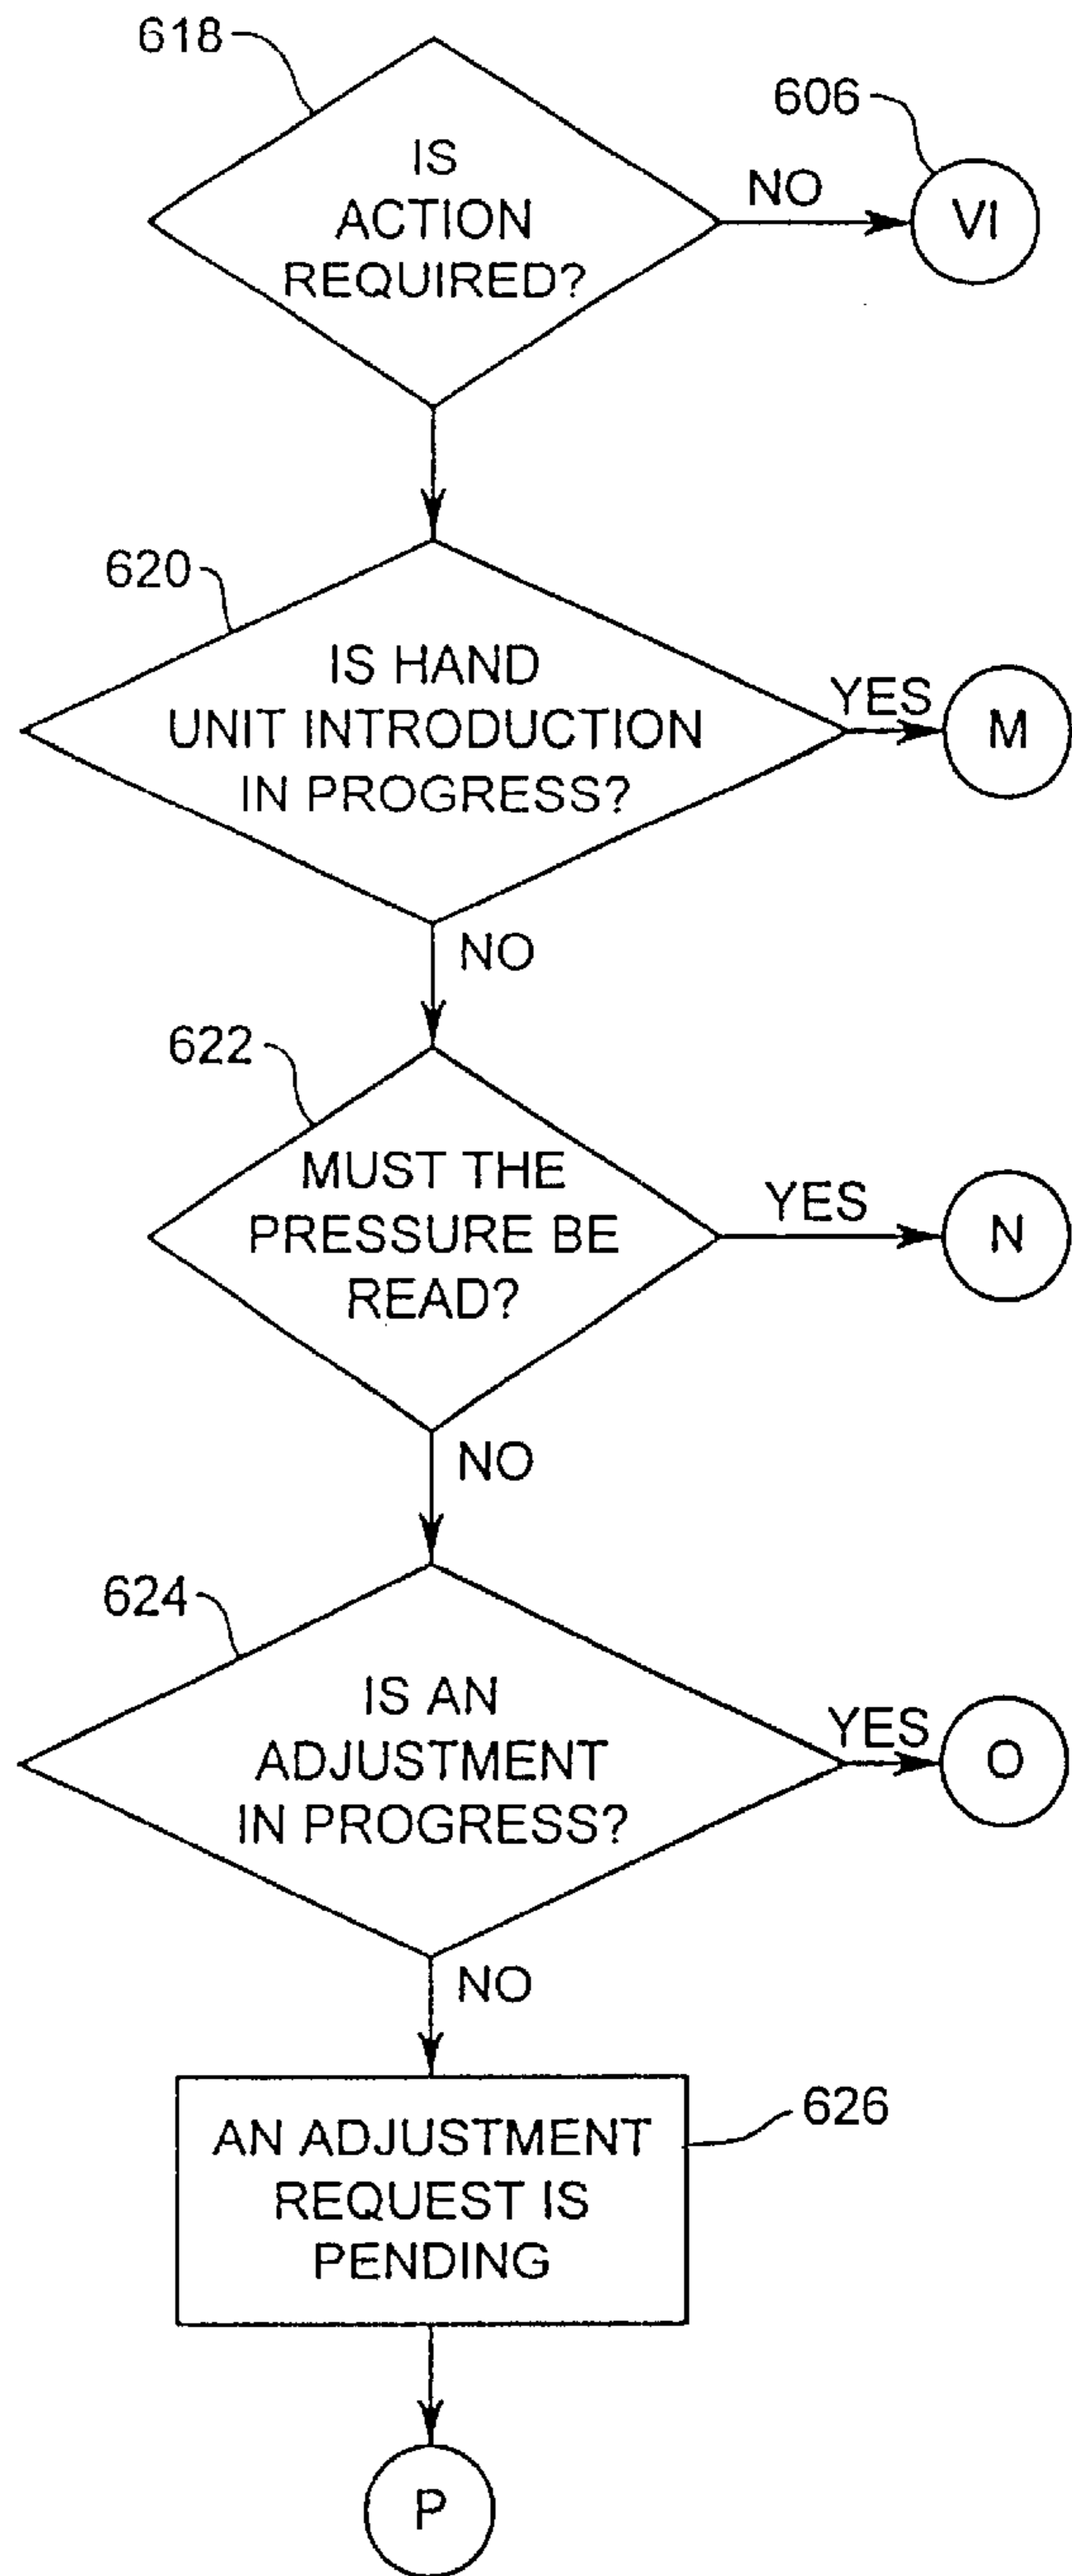 618
606
IS
ACTION
REQUIRED?
NO
VI
620
IS HAND
UNIT INTRODUCTION
IN PROGRESS?
YES
M
NO
622
MUST THE
PRESSURE BE
READ?
YES
N
NO
624
IS AN
ADJUSTMENT
IN PROGRESS?
YES
O
NO
626
AN ADJUSTMENT
REQUEST IS
PENDING
P